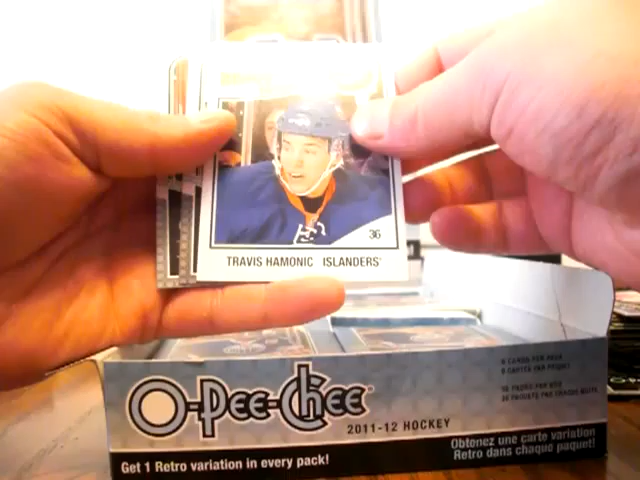 36
TRAVIS HAMONIC ISLANDERS
O-Pee-Chee
2011-12 HOCKEY
Get 1 Retro variation in every pack!
Obtenez une carte variation
Retro dans chaque paquet!